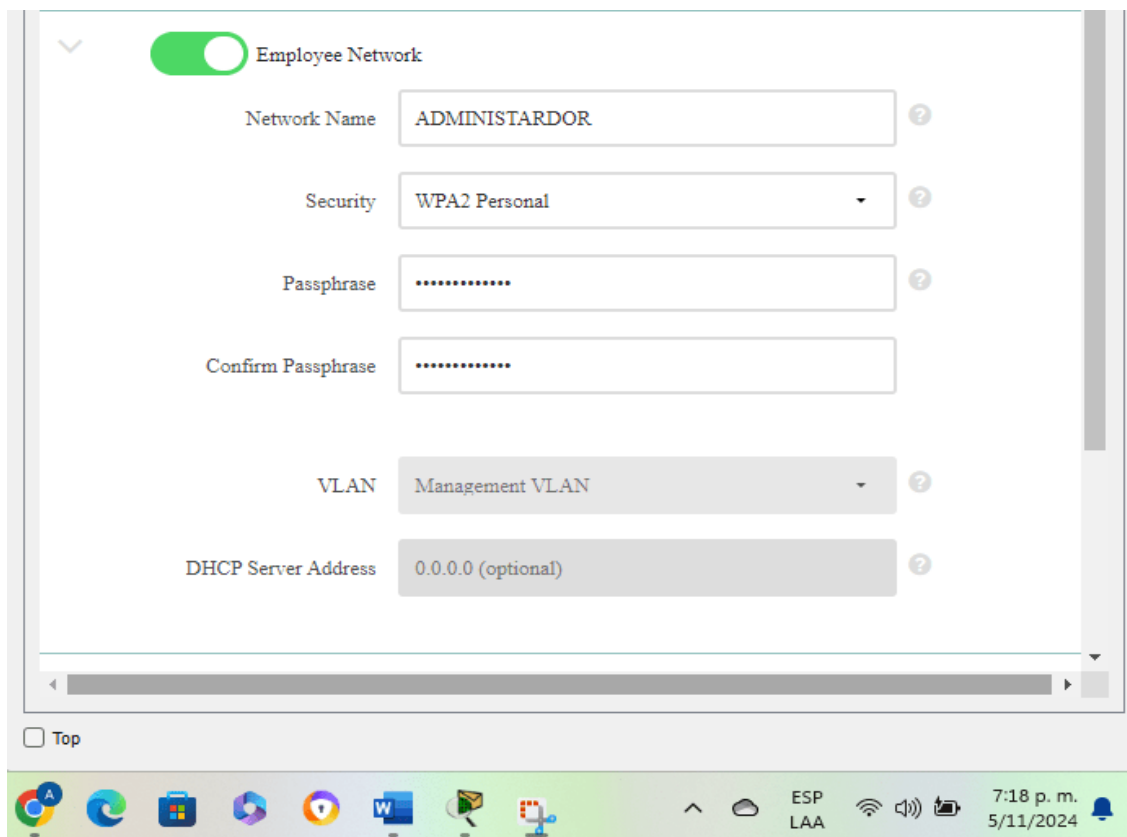 Employee Network
Network Name ADMINISTARDOR ?
Security WPA2 Personal ?
Passphrase ••••••••••••• ?
Confirm Passphrase •••••••••••••
VLAN Management VLAN ?
DHCP Server Address 0.0.0.0 (optional) ?
Top
A
W
ESP
LAA
7:18 p. m.
5/11/2024